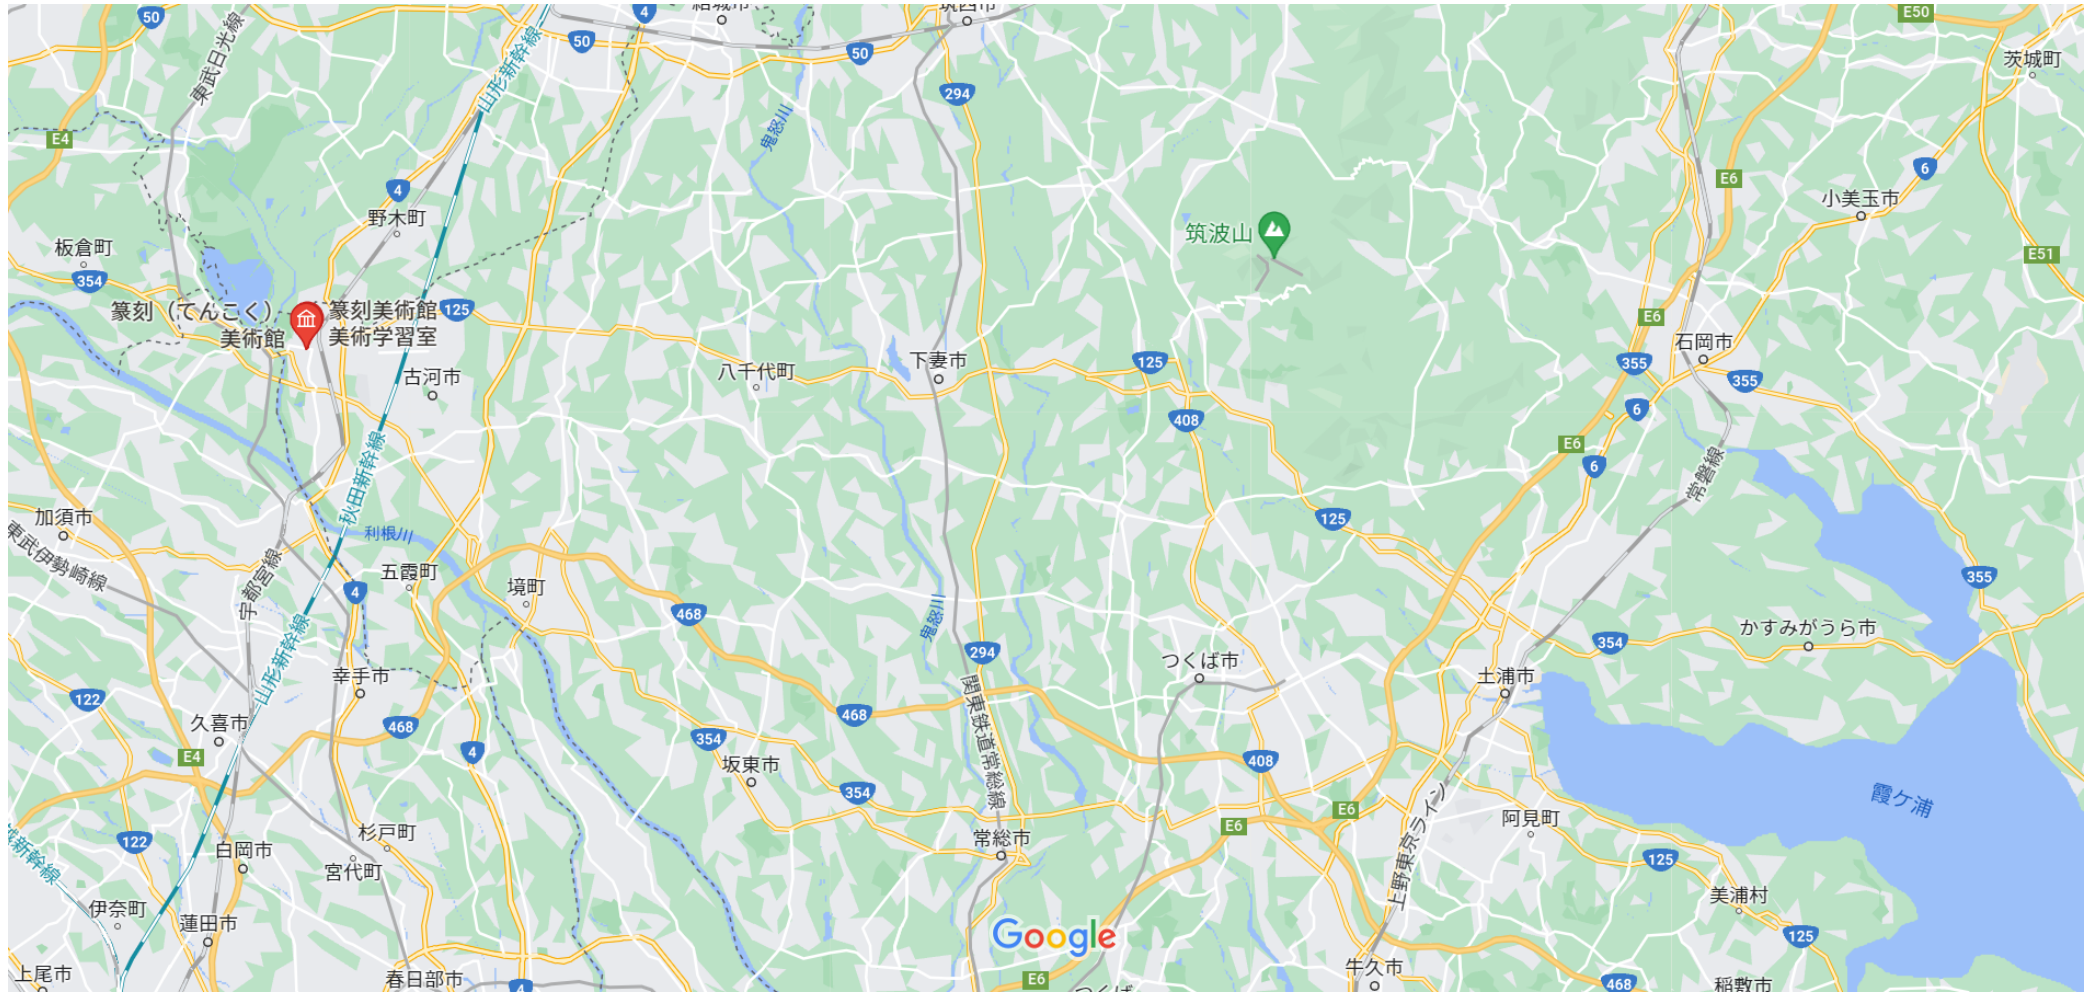 50
東武日光線
山形新幹線
4
結城市
筑西市
E50
50
50
茨城町
294
鬼怒川
E4
4
野木町
E6
6
小美玉市
筑波山
板倉町
354
E51
篆刻（てんこく）
美術館
篆刻美術館
美術学習室
125
E6
石岡市
下妻市
125
355
355
八千代町
古河市
6
408
E6
6
秋田新幹線
常磐線
加須市
125
利根川
東武伊勢崎線
宇都宮線
五霞町
境町
355
4
468
鬼怒川
かすみがうら市
354
294
山形新幹線
つくば市
土浦市
幸手市
122
関東鉄道常総線
468
久喜市
468
354
4
E4
坂東市
408
354
霞ケ浦
E6
上野東京ライン
阿見町
E6
杉戸町
常総市
122
白岡市
125
宮代町
美浦村
伊奈町
蓮田市
Google
125
牛久市
上尾市
春日部市
E6
468
稲敷市
4
つくば